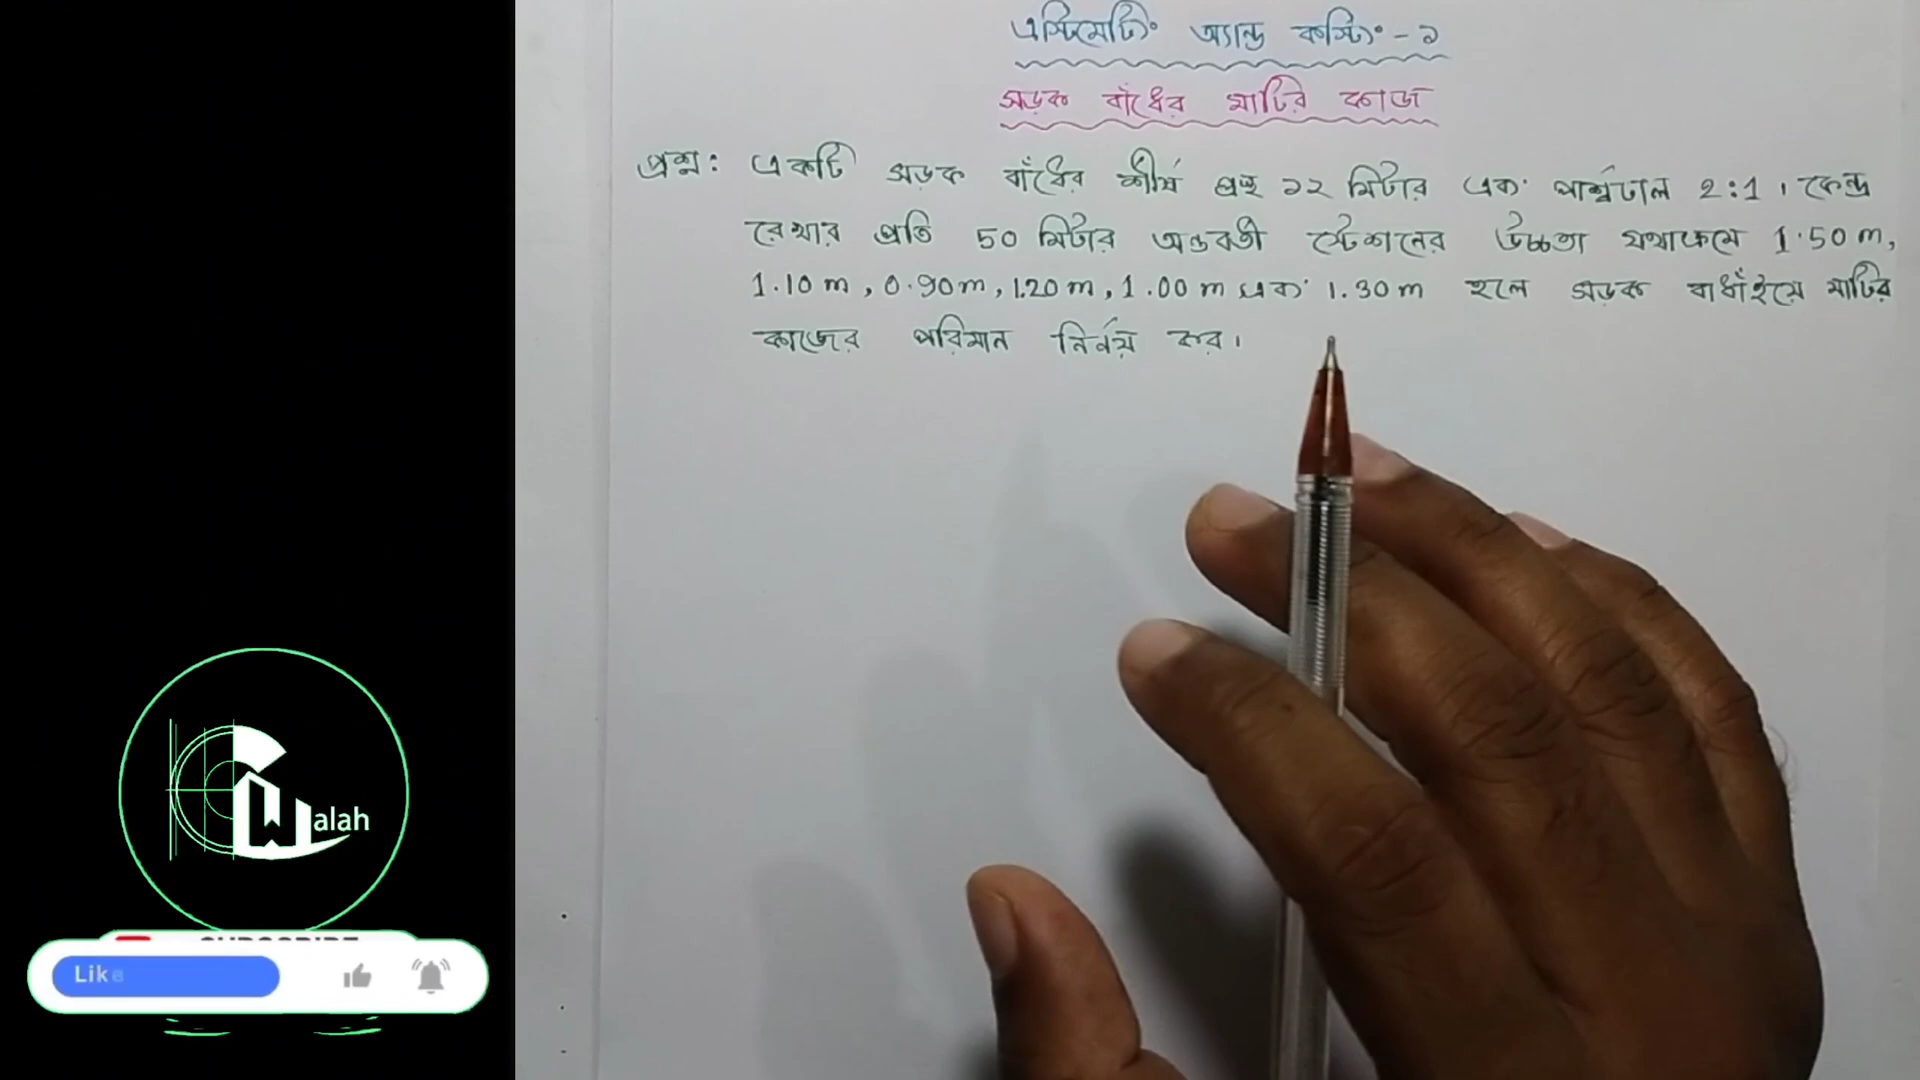 এস্টিমেটিং অ্যান্ড কস্টিং - ১
সড়ক বাঁধের মাটির কাজ
প্রশ্ন: একটি সড়ক বাঁধের শীর্ষ প্রস্থ ১২ মিটার এবং পার্শ্বঢাল 2:1। কেন্দ্র
রেখার প্রতি 50 মিটার অন্তবর্তী স্টেশনের উচ্চতা যথাক্রমে 1.50 m,
1.10 m, 0.90 m, 1.20 m, 1.00 m এবং 1.30 m হলে সড়ক বাধাঁইয়ে মাটির
কাজের পরিমান নির্নয় কর।
W
alah
Like